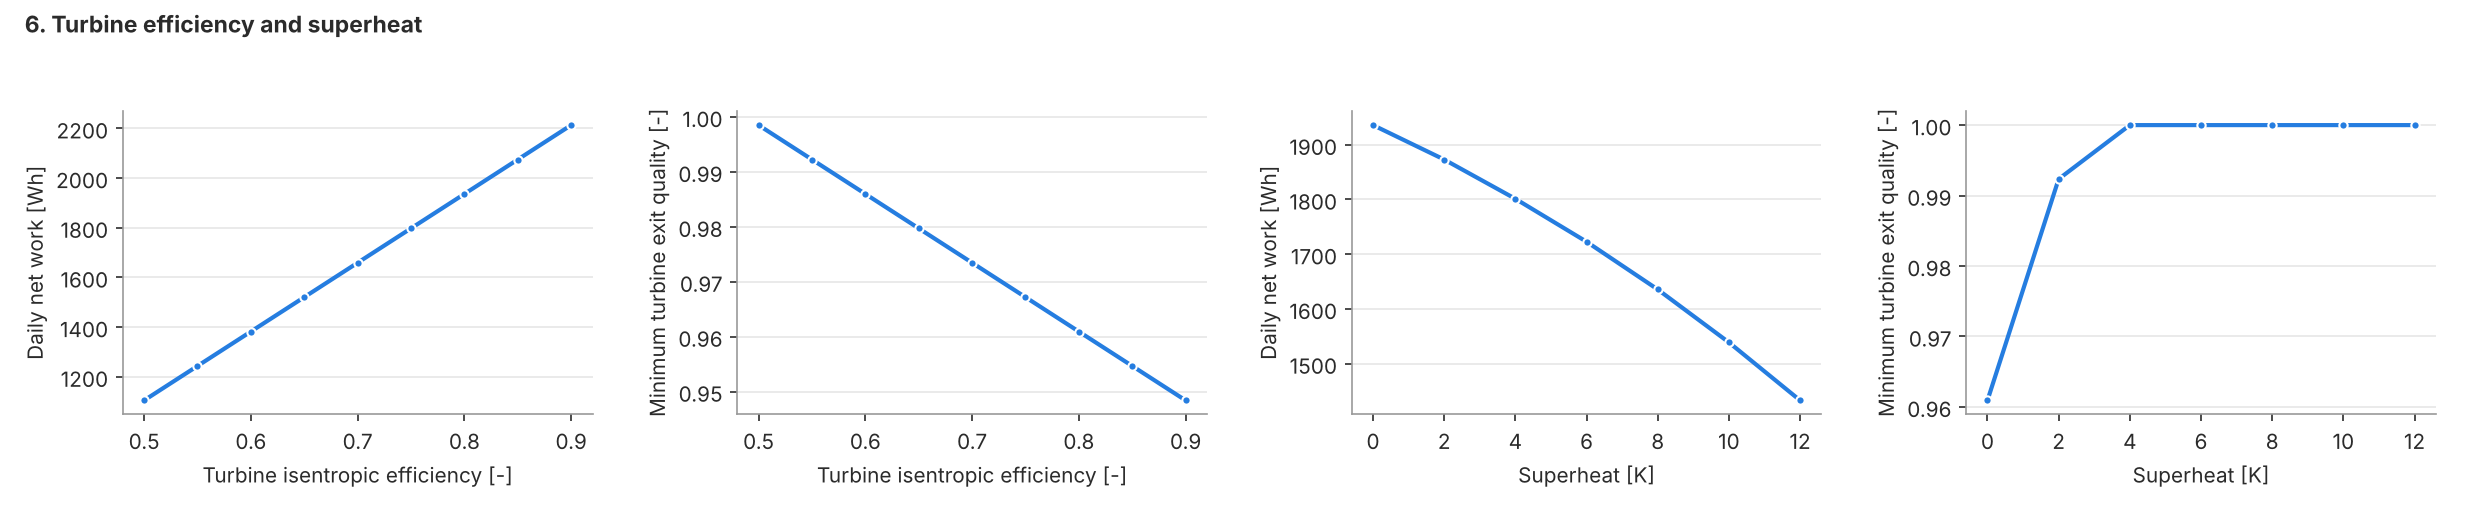 6. Turbine efficiency and superheat
Daily net work [Wh]
2200
2000
1800
1600
1400
1200
0.5 0.6 0.7 0.8 0.9
Turbine isentropic efficiency [-]
Minimum turbine exit quality [-]
1.00
0.99
0.98
0.97
0.96
0.95
0.5 0.6 0.7 0.8 0.9
Turbine isentropic efficiency [-]
Daily net work [Wh]
1900
1800
1700
1600
1500
0 2 4 6 8 10 12
Superheat [K]
Minimum turbine exit quality [-]
1.00
0.99
0.98
0.97
0.96
0 2 4 6 8 10 12
Superheat [K]